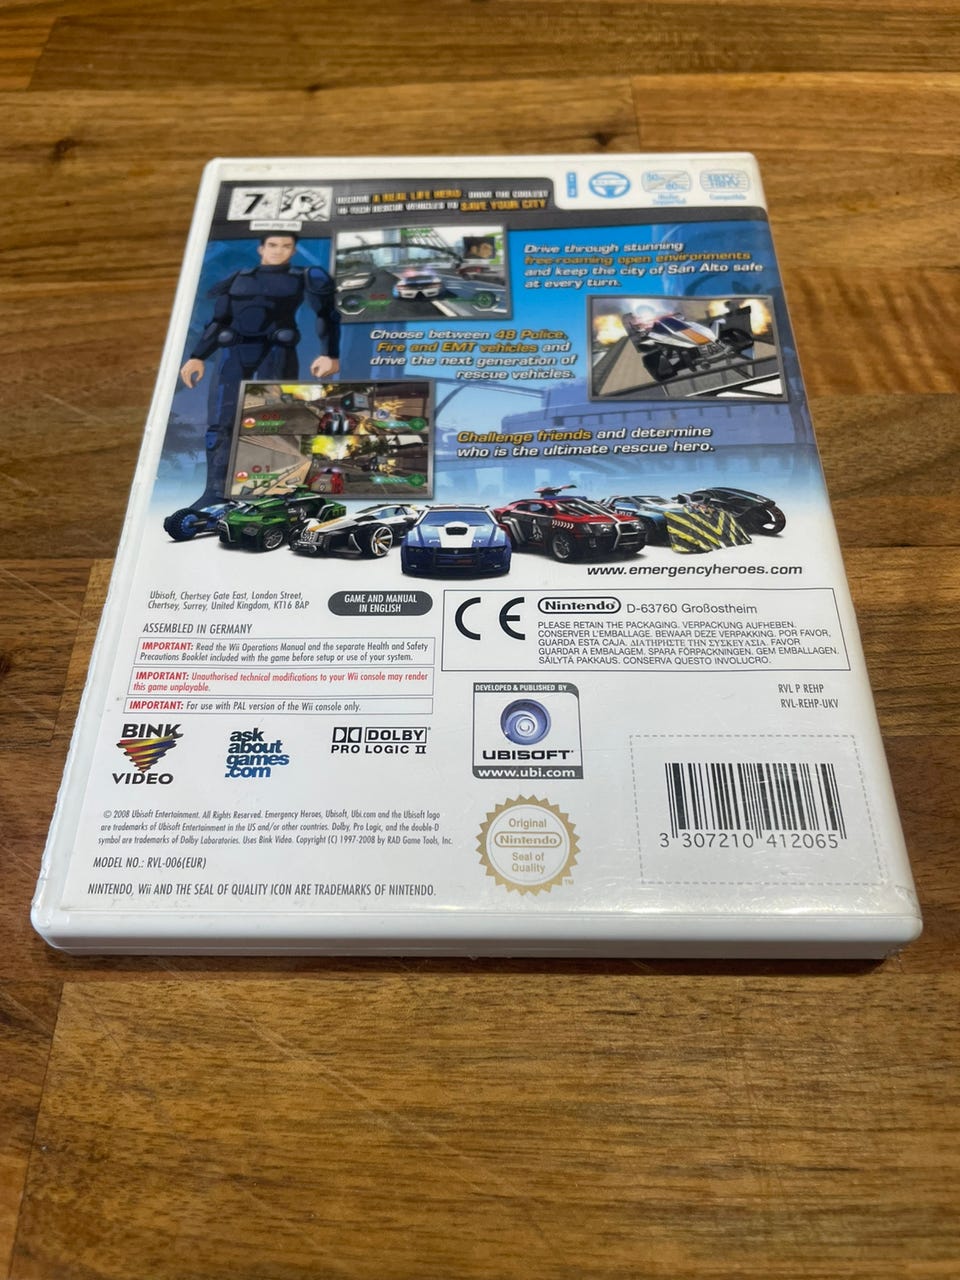 7+
www.pegi.info
BECOME A REAL LIFE HERO - DRIVE THE COOLEST
HI-TECH RESCUE VEHICLES TO SAVE YOUR CITY
Drive through stunning
free-roaming open environments
and keep the city of San Alto safe
at every turn.
Choose between 48 Police,
Fire and EMT vehicles and
drive the next generation of
rescue vehicles.
Challenge friends and determine
who is the ultimate rescue hero.
www.emergencyheroes.com
Ubisoft, Chertsey Gate East, London Street,
Chertsey, Surrey, United Kingdom, KT16 8AP
GAME AND MANUAL
IN ENGLISH
ASSEMBLED IN GERMANY
IMPORTANT: Read the Wii Operations Manual and the separate Health and Safety
Precautions Booklet included with the game before setup or use of your system.
IMPORTANT: Unauthorised technical modifications to your Wii console may render
this game unplayable.
IMPORTANT: For use with PAL version of the Wii console only.
CE Nintendo D-63760 Großostheim
PLEASE RETAIN THE PACKAGING. VERPACKUNG AUFHEBEN.
CONSERVER L'EMBALLAGE. BEWAAR DEZE VERPAKKING. POR FAVOR,
GUARDA ESTA CAJA. ΔΙΑΤΗΡΗΣΤΕ ΤΗΝ ΣΥΣΚΕΥΑΣΙΑ. FAVOR
GUARDAR A EMBALAGEM. SPARA FÖRPACKNINGEN. GEM EMBALLAGEN.
SÄILYTÄ PAKKAUS. CONSERVA QUESTO INVOLUCRO.
RVL P REHP
RVL-REHP-UKV
BINK
VIDEO
ask
about
games
.com
DOLBY
PRO LOGIC II
DEVELOPED & PUBLISHED BY
UBISOFT
www.ubi.com
© 2008 Ubisoft Entertainment. All Rights Reserved. Emergency Heroes, Ubisoft, Ubi.com and the Ubisoft logo
are trademarks of Ubisoft Entertainment in the US and/or other countries. Dolby, Pro Logic, and the double-D
symbol are trademarks of Dolby Laboratories. Uses Bink Video. Copyright (C) 1997-2008 by RAD Game Tools, Inc.
MODEL NO.: RVL-006(EUR)
NINTENDO, Wii AND THE SEAL OF QUALITY ICON ARE TRADEMARKS OF NINTENDO.
Original
Nintendo
Seal of
Quality
TM
3 307210 412065